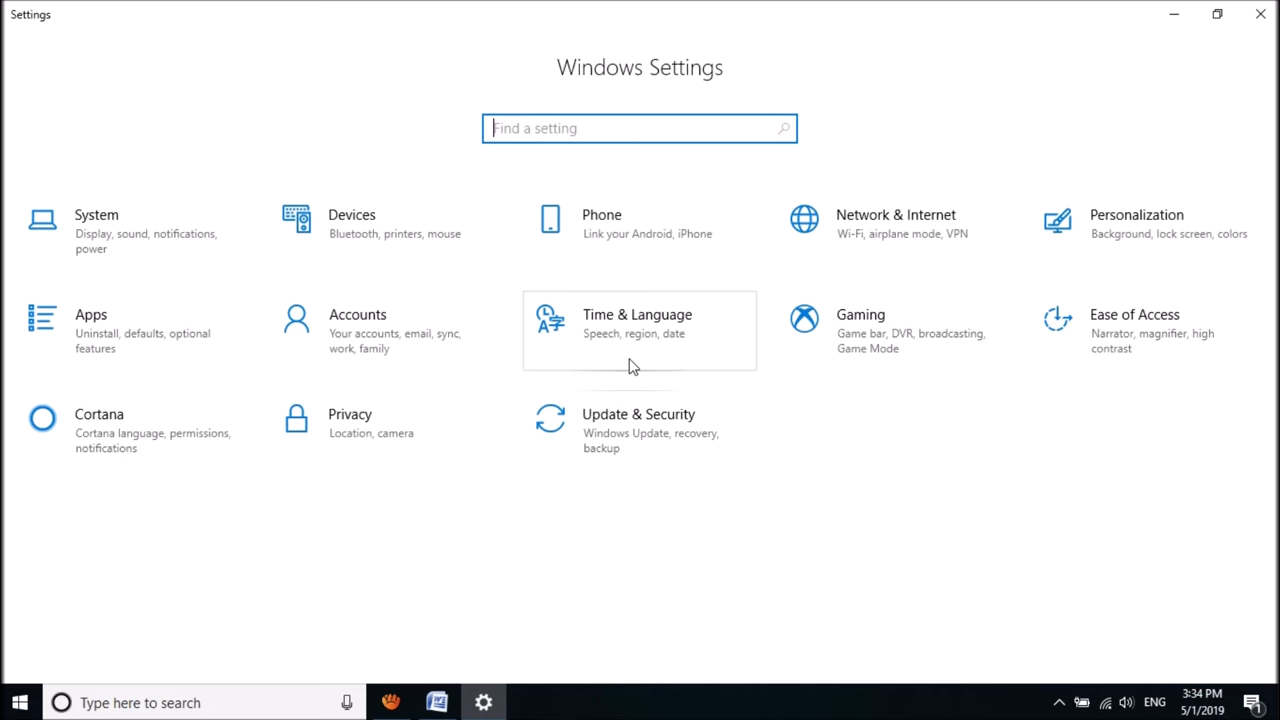 Settings
Windows Settings
Find a setting
System
Display, sound, notifications,
power
Devices
Bluetooth, printers, mouse
Phone
Link your Android, iPhone
Network & Internet
Wi-Fi, airplane mode, VPN
Personalization
Background, lock screen, colors
Apps
Uninstall, defaults, optional
features
Accounts
Your accounts, email, sync,
work, family
Time & Language
Speech, region, date
Gaming
Game bar, DVR, broadcasting,
Game Mode
Ease of Access
Narrator, magnifier, high
contrast
Cortana
Cortana language, permissions,
notifications
Privacy
Location, camera
Update & Security
Windows Update, recovery,
backup
Type here to search
ENG
3:34 PM
5/1/2019
1